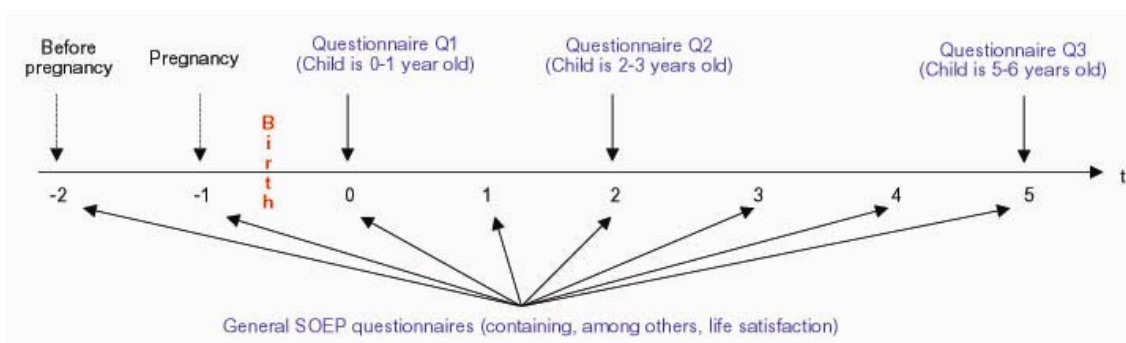 Before
pregnancy
Pregnancy
Questionnaire Q1
(Child is 0-1 year old)
Questionnaire Q2
(Child is 2-3 years old)
Questionnaire Q3
(Child is 5-6 years old)
Birth
t
-2
-1
0
1
2
3
4
5
General SOEP questionnaires (containing, among others, life satisfaction)